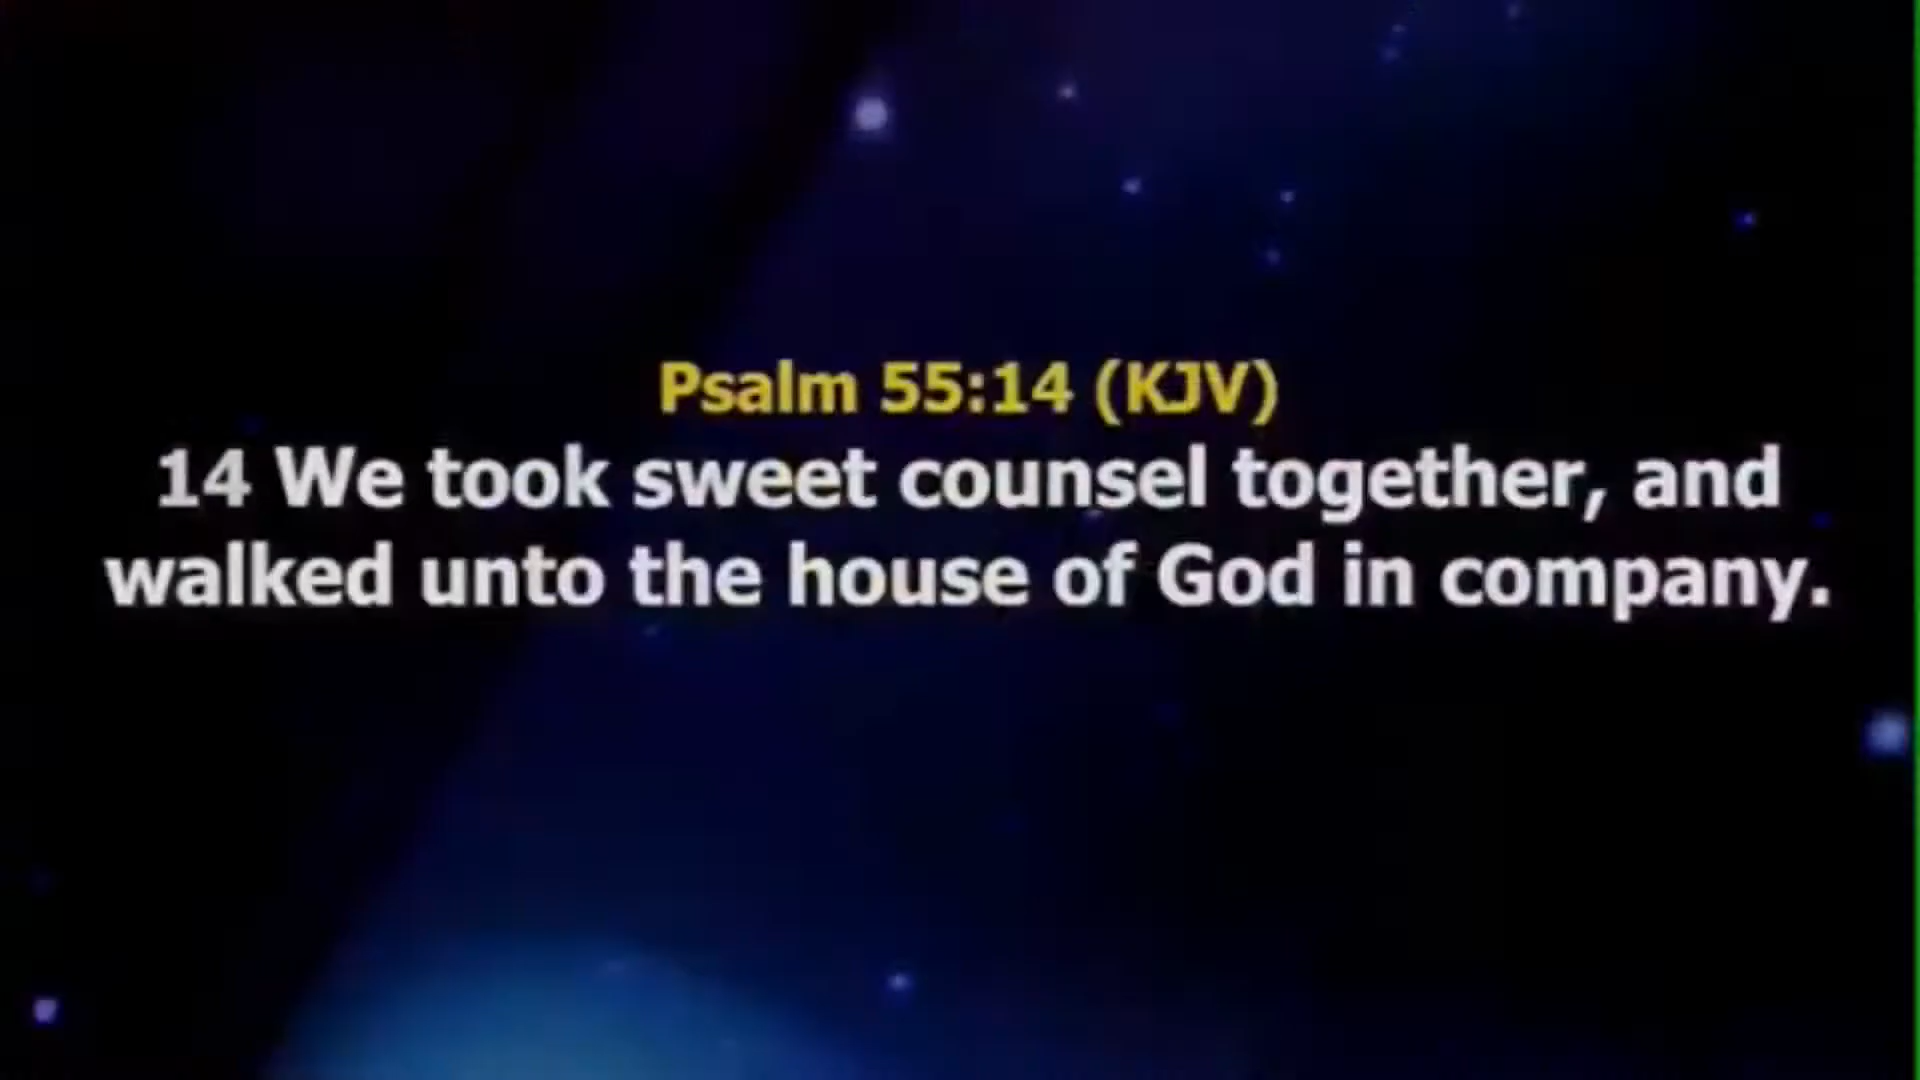 Psalm 55:14 (KJV)
14 We took sweet counsel together, and
walked unto the house of God in company.